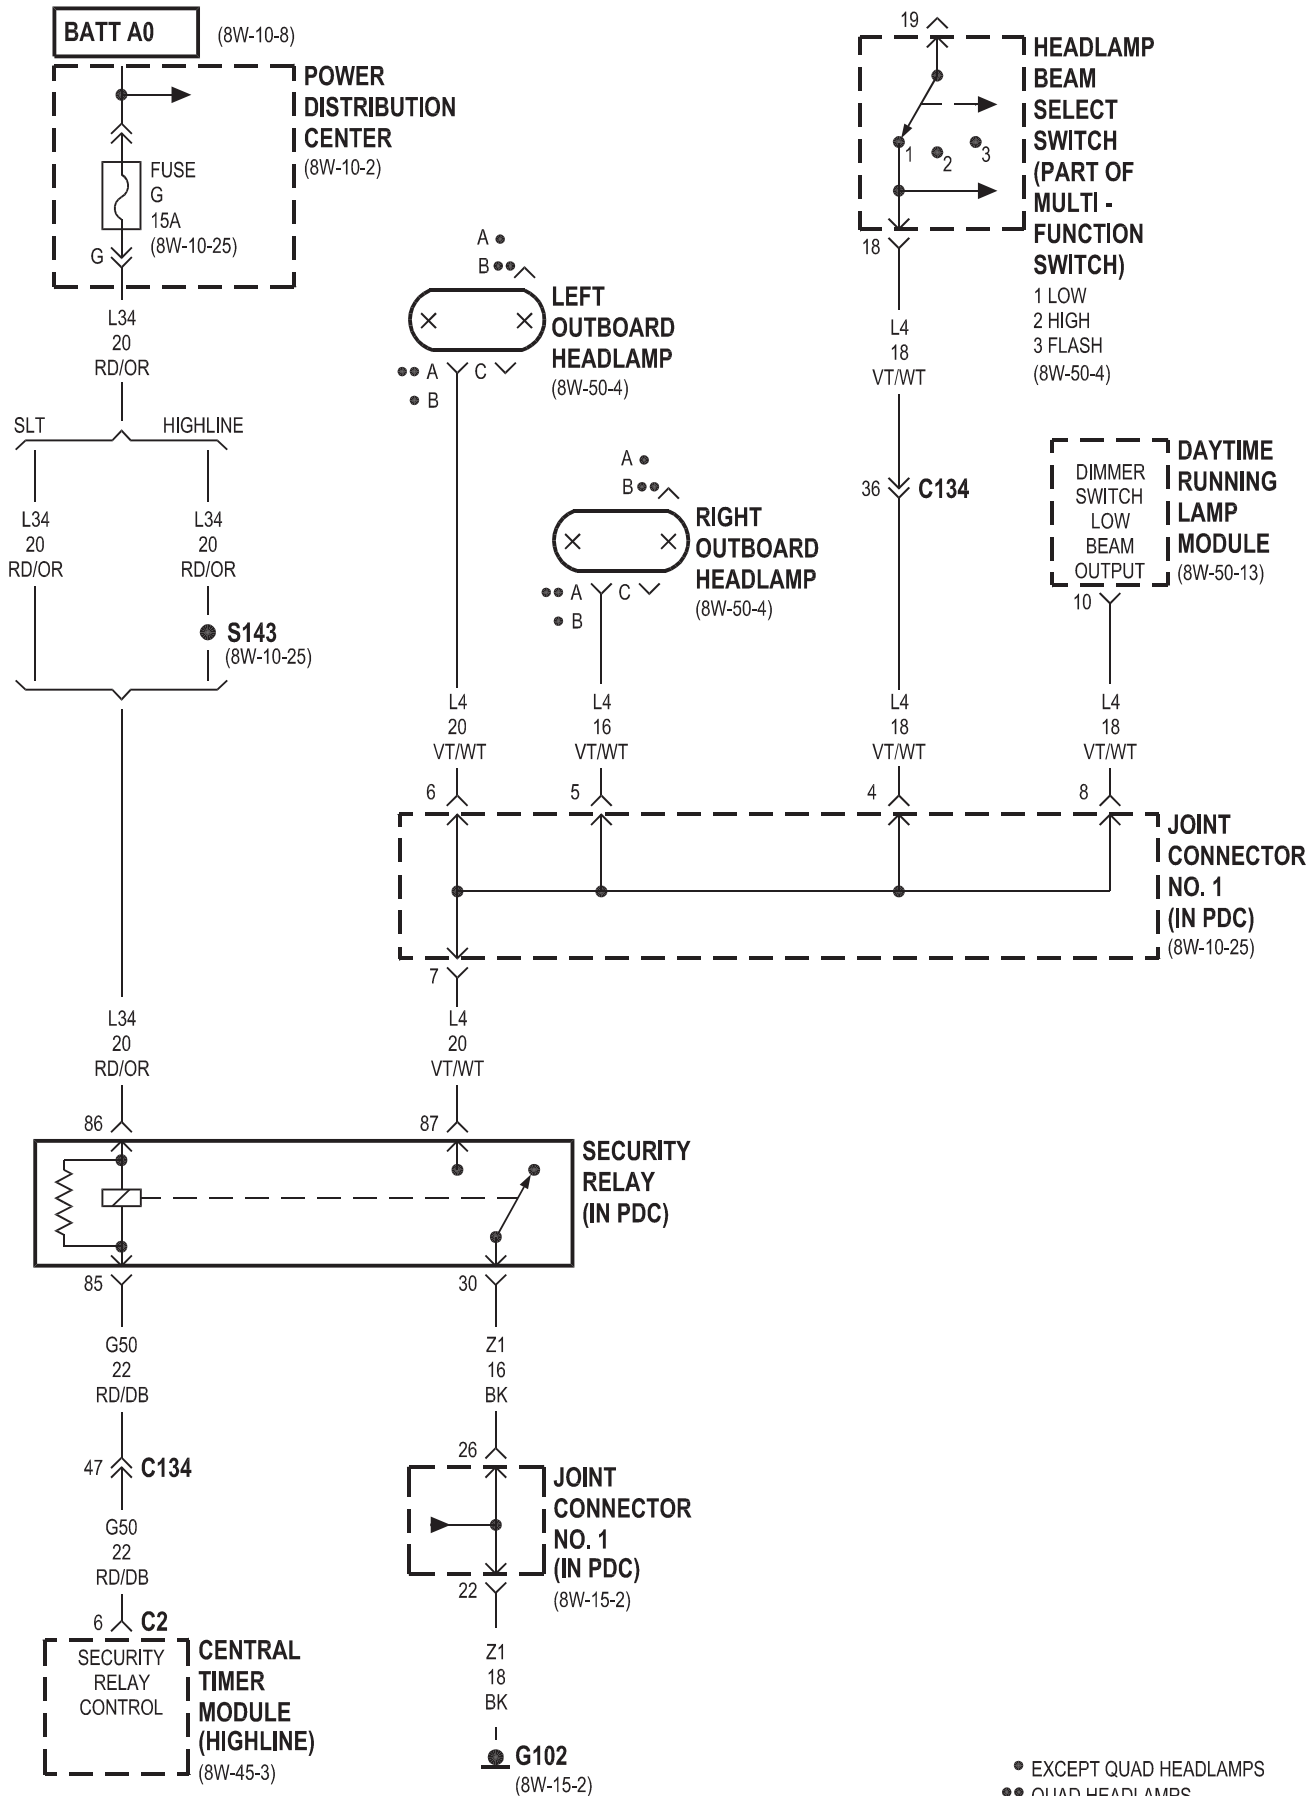 BATT A0
(8W-10-8)
POWER
DISTRIBUTION
CENTER
(8W-10-2)
FUSE
G
15A
(8W-10-25)
G
L34
20
RD/OR
SLT
HIGHLINE
L34
20
RD/OR
L34
20
RD/OR
S143
(8W-10-25)
L34
20
RD/OR
A
B
LEFT
OUTBOARD
HEADLAMP
(8W-50-4)
A
C
B
A
B
RIGHT
OUTBOARD
HEADLAMP
(8W-50-4)
A
C
B
19
HEADLAMP
BEAM
SELECT
SWITCH
(PART OF
MULTI -
FUNCTION
SWITCH)
1 LOW
2 HIGH
3 FLASH
(8W-50-4)
1
2
3
18
L4
18
VT/WT
36
C134
DIMMER
SWITCH
LOW
BEAM
OUTPUT
DAYTIME
RUNNING
LAMP
MODULE
(8W-50-13)
10
L4
20
VT/WT
L4
16
VT/WT
L4
18
VT/WT
L4
18
VT/WT
6
5
4
8
JOINT
CONNECTOR
NO. 1
(IN PDC)
(8W-10-25)
7
L4
20
VT/WT
86
87
SECURITY
RELAY
(IN PDC)
85
30
G50
22
RD/DB
Z1
16
BK
47
C134
26
JOINT
CONNECTOR
NO. 1
(IN PDC)
(8W-15-2)
G50
22
RD/DB
22
6
C2
SECURITY
RELAY
CONTROL
CENTRAL
TIMER
MODULE
(HIGHLINE)
(8W-45-3)
Z1
18
BK
G102
(8W-15-2)
EXCEPT QUAD HEADLAMPS
QUAD HEADLAMPS